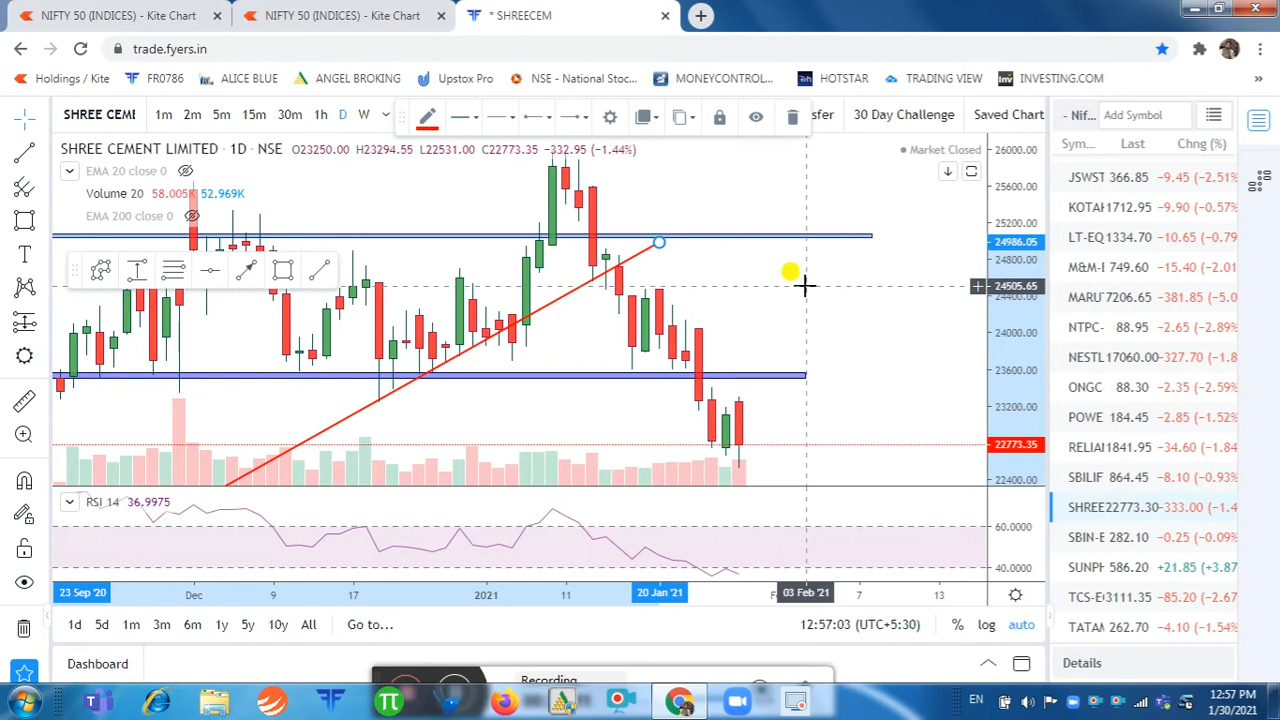 NIFTY 50 (INDICES) - Kite Chart
NIFTY 50 (INDICES) - Kite Chart
* SHREECEM
trade.fyers.in
Holdings / Kite
FR0786
ALICE BLUE
ANGEL BROKING
Upstox Pro
NSE - National Stoc...
MONEYCONTROL...
HOTSTAR
TRADING VIEW
INVESTING.COM
»
SHREE CEME
1m 2m 5m 15m 30m 1h D W
sfer
30 Day Challenge
Saved Chart
- Nif...
Add Symbol
SHREE CEMENT LIMITED · 1D · NSE O23250.00 H23294.55 L22531.00 C22773.35 -332.95 (-1.44%)
Market Closed
EMA 20 close 0
Volume 20 58.005K 52.969K
EMA 200 close 0
26000.00
25600.00
25200.00
24986.05
24800.00
24505.65
24400.00
24000.00
23600.00
23200.00
22773.35
22400.00
RSI 14 36.9975
60.0000
40.0000
23 Sep '20
Dec
9
17
2021
11
20 Jan '21
03 Feb '21
7
13
1d 5d 1m 3m 6m 1y 5y 10y All Go to...
12:57:03 (UTC+5:30) % log auto
Sym... Last Chng (%)
JSWST 366.85 -9.45 (-2.51%
KOTAK 1712.95 -9.90 (-0.57%
LT-EQ 1334.70 -10.65 (-0.79
M&M- 749.60 -15.40 (-2.01
MARU 7206.65 -381.85 (-5.0
NTPC- 88.95 -2.65 (-2.89%
NESTL 17060.00 -327.70 (-1.8
ONGC 88.30 -2.35 (-2.59%
POWE 184.45 -2.85 (-1.52%
RELIA 1841.95 -34.60 (-1.84
SBILIF 864.45 -8.10 (-0.93%
SHREE 22773.30 -333.00 (-1.4
SBIN-E 282.10 -0.25 (-0.09%
SUNPH 586.20 +21.85 (+3.87
TCS-E 3111.35 -85.20 (-2.67
TATAM 262.70 -4.10 (-1.54%
Dashboard
Recording
Details
EN
12:57 PM
1/30/2021